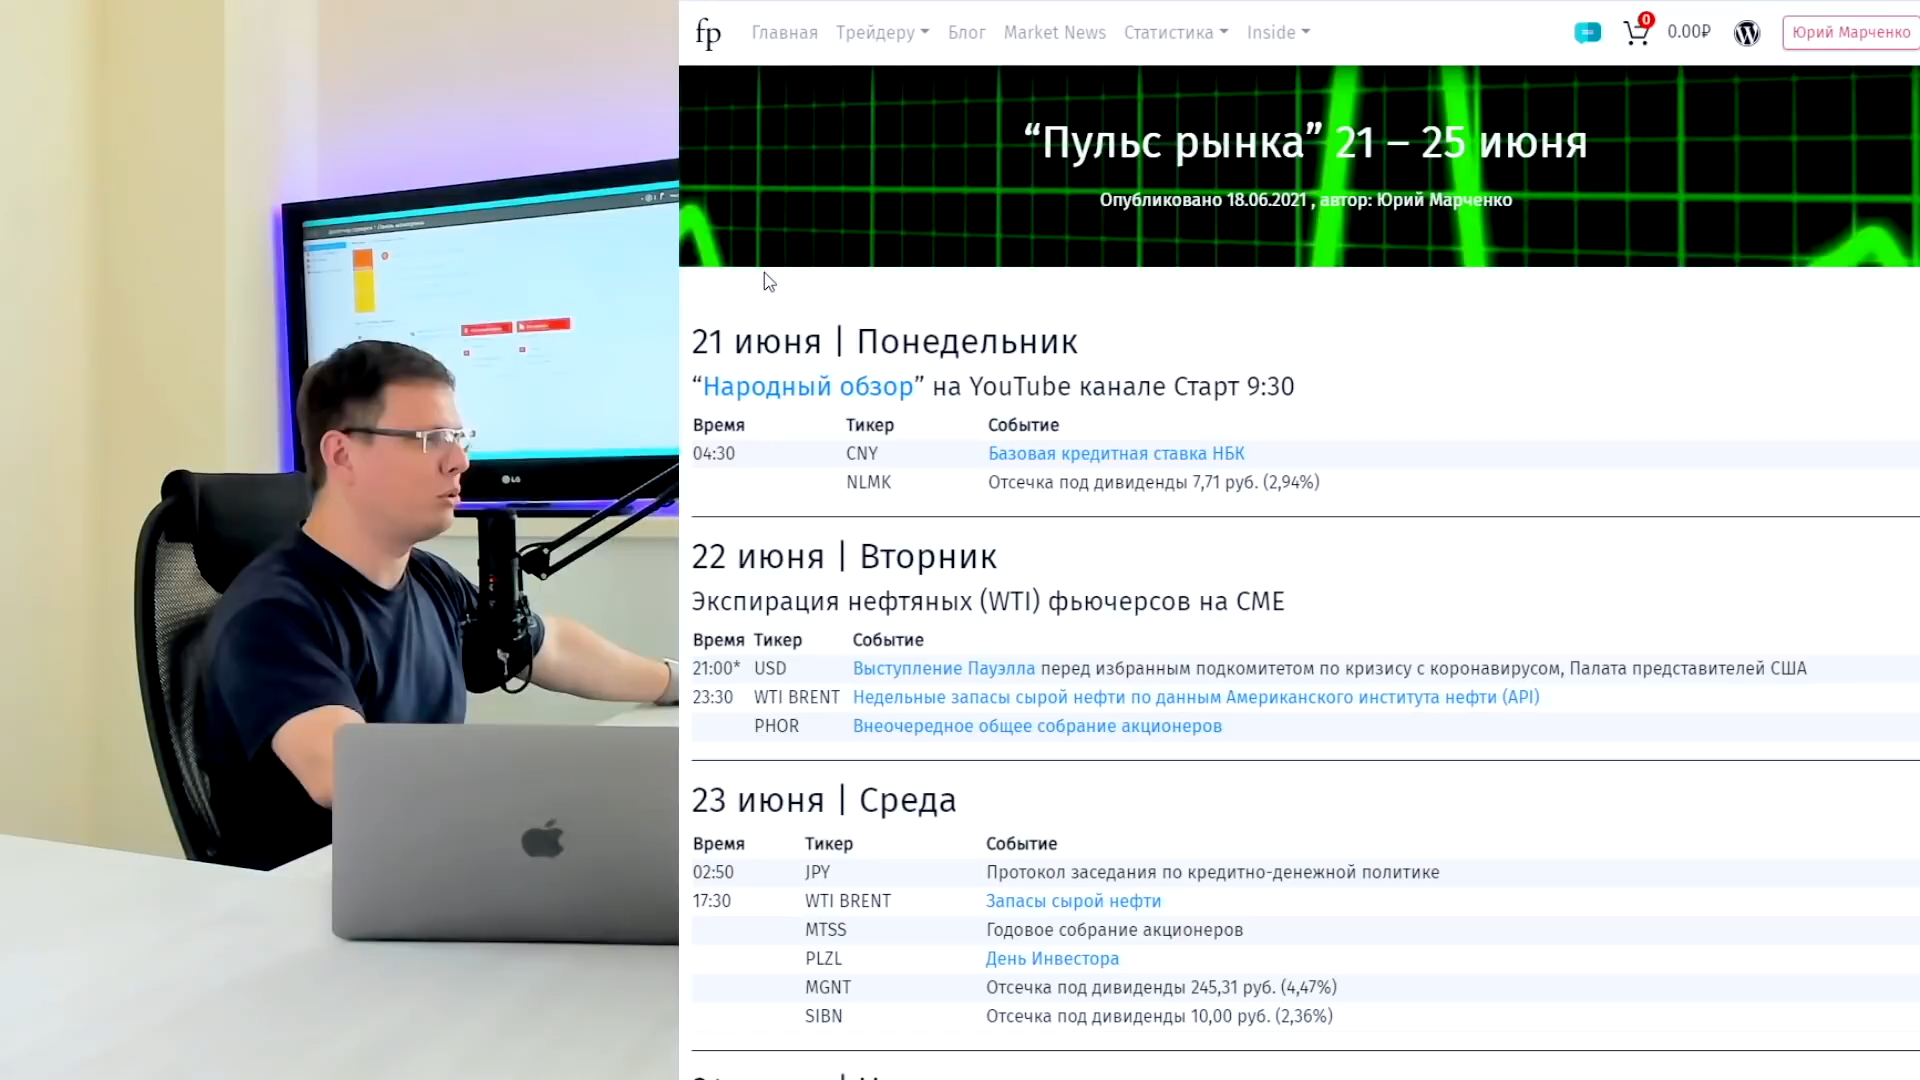 fp Главная Трейдеру Блог Market News Статистика Inside 0 0.00₽ Юрий Марченко
“Пульс рынка” 21 – 25 июня
Опубликовано 18.06.2021 , автор: Юрий Марченко
21 июня | Понедельник
“Народный обзор” на YouTube канале Старт 9:30
Время Тикер Событие
04:30 CNY Базовая кредитная ставка НБК
NLMK Отсечка под дивиденды 7,71 руб. (2,94%)
22 июня | Вторник
Экспирация нефтяных (WTI) фьючерсов на CME
Время Тикер Событие
21:00* USD Выступление Пауэлла перед избранным подкомитетом по кризису с коронавирусом, Палата представителей США
23:30 WTI BRENT Недельные запасы сырой нефти по данным Американского института нефти (API)
PHOR Внеочередное общее собрание акционеров
23 июня | Среда
Время Тикер Событие
02:50 JPY Протокол заседания по кредитно-денежной политике
17:30 WTI BRENT Запасы сырой нефти
MTSS Годовое собрание акционеров
PLZL День Инвестора
MGNT Отсечка под дивиденды 245,31 руб. (4,47%)
SIBN Отсечка под дивиденды 10,00 руб. (2,36%)
LG